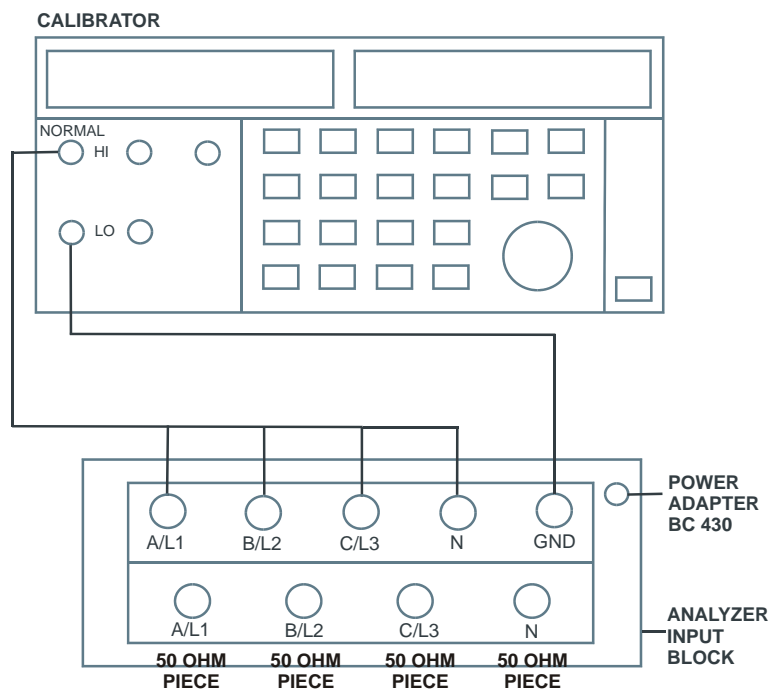 CALIBRATOR
NORMAL
HI
LO
A/L1 B/L2 C/L3 N GND
POWER
ADAPTER
BC 430
A/L1 B/L2 C/L3 N
ANALYZER
INPUT
BLOCK
50 OHM
PIECE
50 OHM
PIECE
50 OHM
PIECE
50 OHM
PIECE